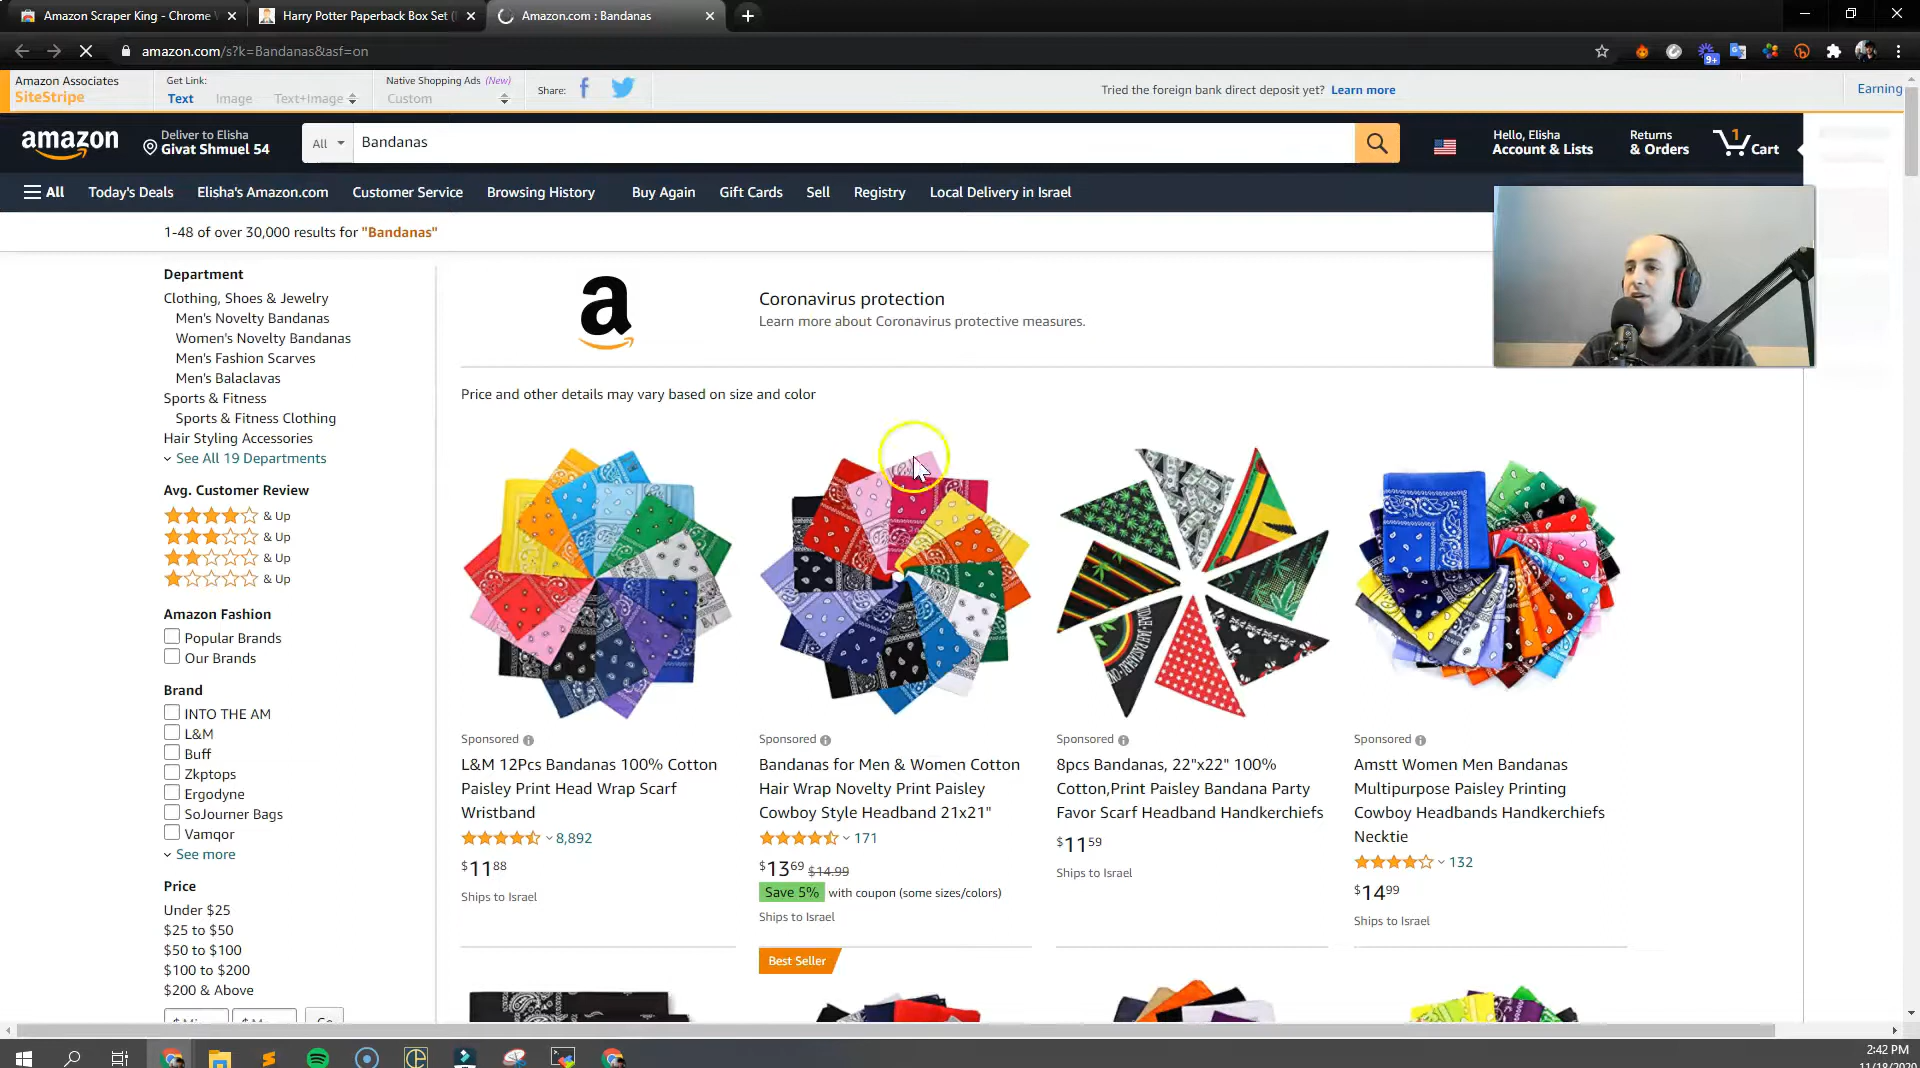 Amazon Scraper King - Chrome
Harry Potter Paperback Box Set (
Amazon.com : Bandanas
amazon.com/s?k=Bandanas&asf=on
9+
Amazon Associates
SiteStripe
Get Link:
Text
Image
Text+Image
Native Shopping Ads (New)
Custom
Share:
Tried the foreign bank direct deposit yet? Learn more
Earning
amazon
Deliver to Elisha
Givat Shmuel 54
All
Bandanas
Hello, Elisha
Account & Lists
Returns
& Orders
1
Cart
All
Today's Deals
Elisha's Amazon.com
Customer Service
Browsing History
Buy Again
Gift Cards
Sell
Registry
Local Delivery in Israel
1-48 of over 30,000 results for "Bandanas"
Department
Clothing, Shoes & Jewelry
Men's Novelty Bandanas
Women's Novelty Bandanas
Men's Fashion Scarves
Men's Balaclavas
Sports & Fitness
Sports & Fitness Clothing
Hair Styling Accessories
See All 19 Departments
Avg. Customer Review
& Up
& Up
& Up
& Up
Amazon Fashion
Popular Brands
Our Brands
Brand
INTO THE AM
L&M
Buff
Zkptops
Ergodyne
SoJourner Bags
Vamqor
See more
Price
Under $25
$25 to $50
$50 to $100
$100 to $200
$200 & Above
a
Coronavirus protection
Learn more about Coronavirus protective measures.
Price and other details may vary based on size and color
Sponsored
L&M 12Pcs Bandanas 100% Cotton
Paisley Print Head Wrap Scarf
Wristband
8,892
$11 88
Ships to Israel
Sponsored
Bandanas for Men & Women Cotton
Hair Wrap Novelty Print Paisley
Cowboy Style Headband 21x21"
171
$13 69 $14.99
Save 5% with coupon (some sizes/colors)
Ships to Israel
Best Seller
Sponsored
8pcs Bandanas, 22"x22" 100%
Cotton,Print Paisley Bandana Party
Favor Scarf Headband Handkerchiefs
$11 59
Ships to Israel
Sponsored
Amstt Women Men Bandanas
Multipurpose Paisley Printing
Cowboy Headbands Handkerchiefs
Necktie
132
$14 99
Ships to Israel
2:42 PM
11/18/2020